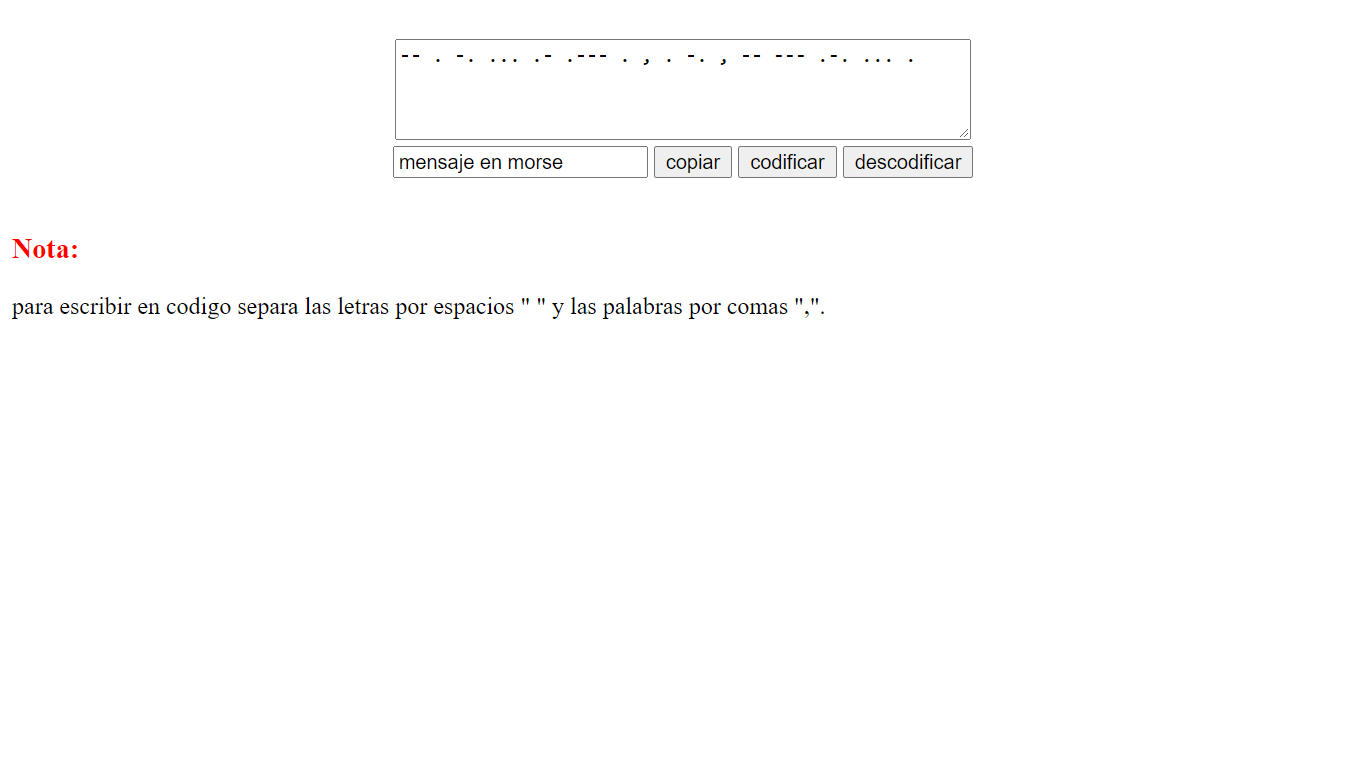 -- . -. ... .- .--- . , . -. , -- --- .-. ... .
mensaje en morse copiar codificar descodificar
Nota:
para escribir en codigo separa las letras por espacios " " y las palabras por comas ",".